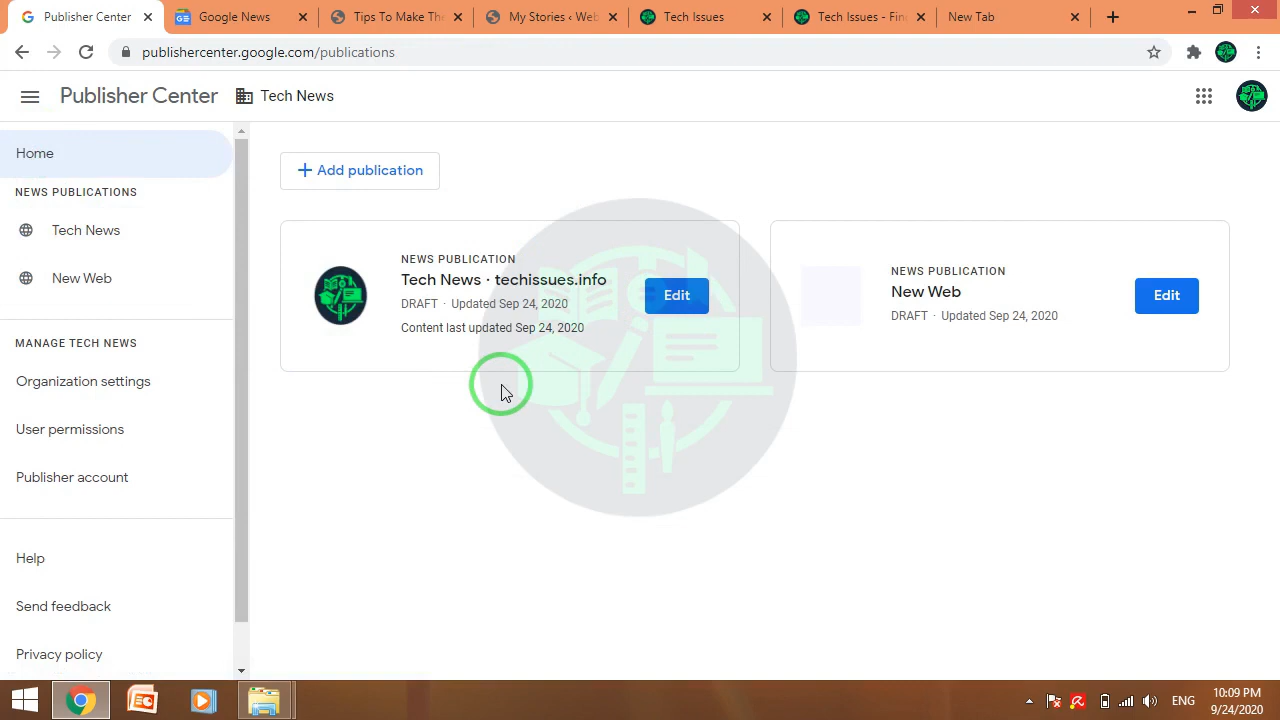 Publisher Center
Google News
Tips To Make The
My Stories ‹ Web
Tech Issues
Tech Issues - Fin
New Tab
publishercenter.google.com/publications
Publisher Center
Tech News
Home
NEWS PUBLICATIONS
Tech News
New Web
MANAGE TECH NEWS
Organization settings
User permissions
Publisher account
Help
Send feedback
Privacy policy
+ Add publication
NEWS PUBLICATION
Tech News · techissues.info
DRAFT · Updated Sep 24, 2020
Content last updated Sep 24, 2020
Edit
NEWS PUBLICATION
New Web
DRAFT · Updated Sep 24, 2020
Edit
ENG
10:09 PM
9/24/2020